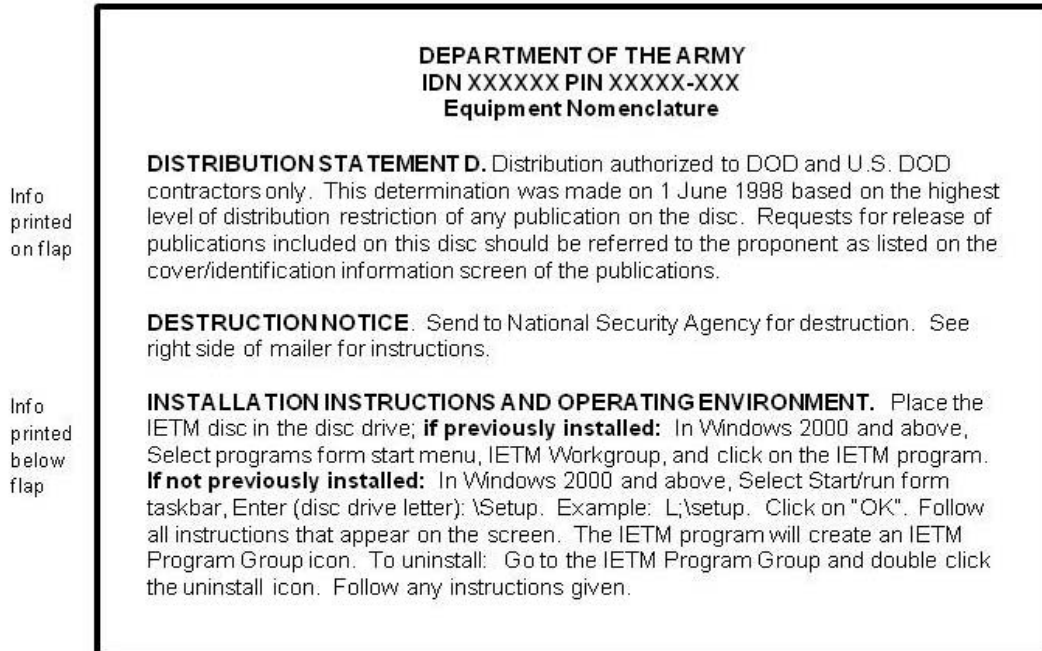 DEPARTMENT OF THE ARMY
IDN XXXXXX PIN XXXXX-XXX
Equipment Nomenclature
Info
printed
on flap
DISTRIBUTION STATEMENT D. Distribution authorized to DOD and U.S. DOD
contractors only. This determination was made on 1 June 1998 based on the highest
level of distribution restriction of any publication on the disc. Requests for release of
publications included on this disc should be referred to the proponent as listed on the
cover/identification information screen of the publications.
DESTRUCTION NOTICE. Send to National Security Agency for destruction. See
right side of mailer for instructions.
Info
printed
below
flap
INSTALLATION INSTRUCTIONS AND OPERATING ENVIRONMENT. Place the
IETM disc in the disc drive; if previously installed: In Windows 2000 and above,
Select programs form start menu, IETM Workgroup, and click on the IETM program.
If not previously installed: In Windows 2000 and above, Select Start/run form
taskbar, Enter (disc drive letter): \Setup. Example: L;\setup. Click on "OK". Follow
all instructions that appear on the screen. The IETM program will create an IETM
Program Group icon. To uninstall: Go to the IETM Program Group and double click
the uninstall icon. Follow any instructions given.